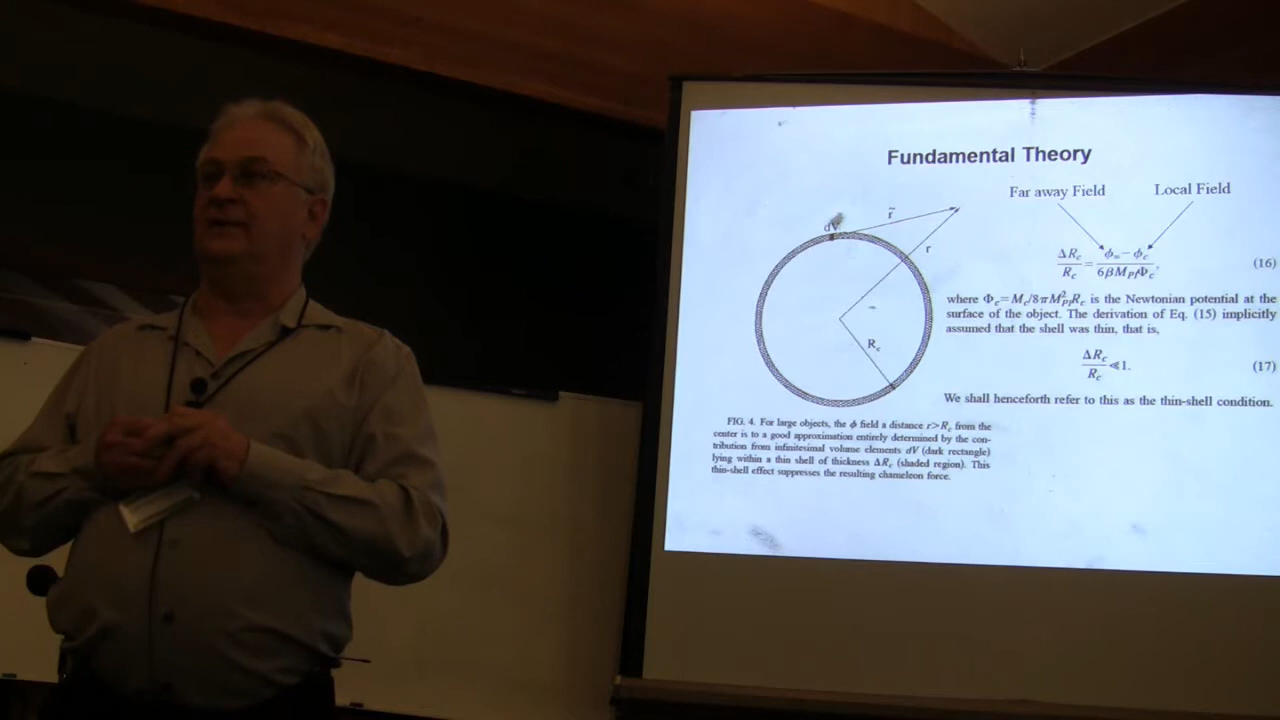 Fundamental Theory
Far away Field
Local Field
dV
r̃
r
R_c
ΔR_c/R_c = (ϕ_∞ − ϕ_c)/(6βM_{Pl}Φ_c), (16)
where Φ_c=M_c/8πM²_{Pl}R_c is the Newtonian potential at the
surface of the object. The derivation of Eq. (15) implicitly
assumed that the shell was thin, that is,
ΔR_c/R_c ≪1. (17)
We shall henceforth refer to this as the thin-shell condition.
FIG. 4. For large objects, the ϕ field a distance r>R_c from the
center is to a good approximation entirely determined by the con-
tribution from infinitesimal volume elements dV (dark rectangle)
lying within a thin shell of thickness ΔR_c (shaded region). This
thin-shell effect suppresses the resulting chameleon force.